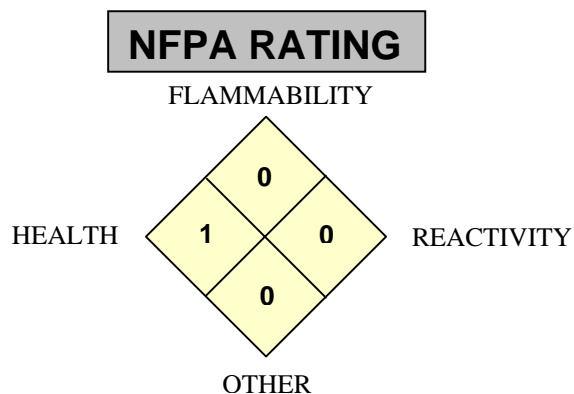 NFPA RATING
FLAMMABILITY
0
HEALTH 1 0 REACTIVITY
0
OTHER